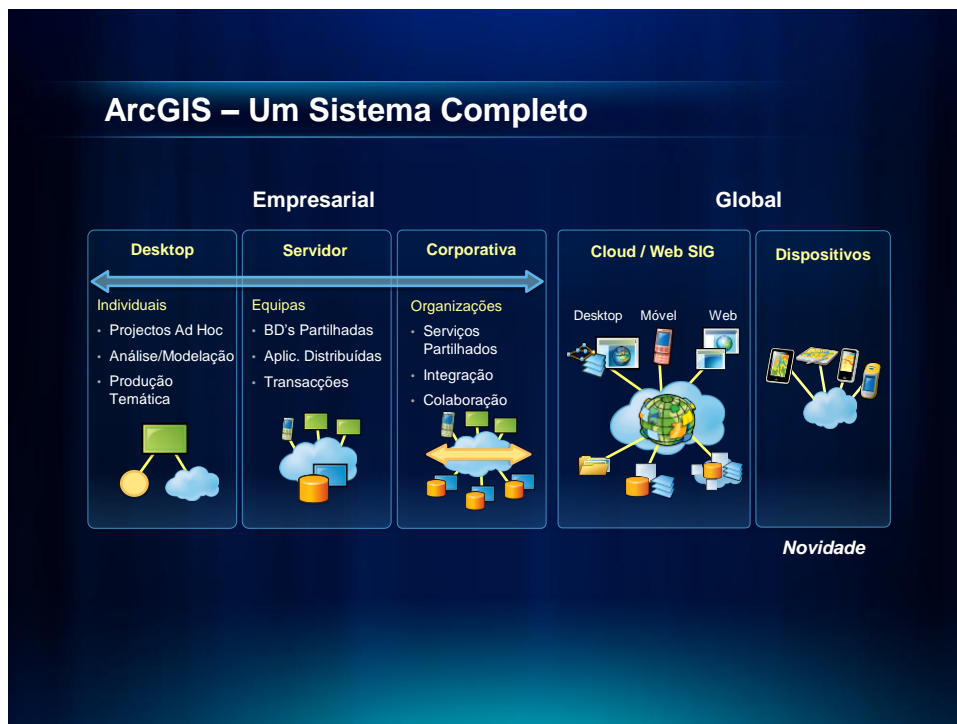 ArcGIS – Um Sistema Completo
Empresarial
Global
Desktop
Individuais
• Projectos Ad Hoc
• Análise/Modelação
• Produção
Temática
Servidor
Equipas
• BD's Partilhadas
• Aplic. Distribuídas
• Transacções
Corporativa
Organizações
• Serviços
Partilhados
• Integração
• Colaboração
Cloud / Web SIG
Desktop Móvel Web
Dispositivos
Novidade